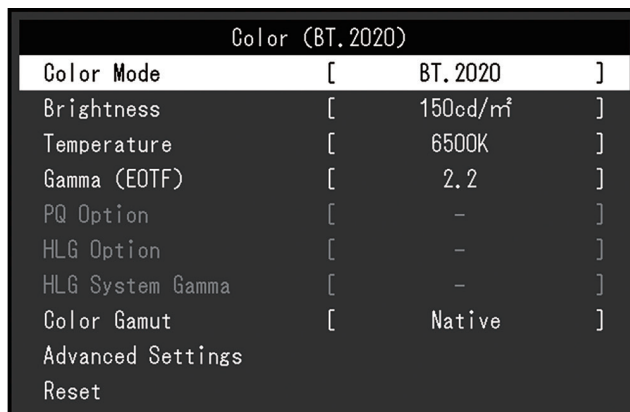 Color (BT.2020)
Color Mode [ BT.2020 ]
Brightness [ 150cd/㎡ ]
Temperature [ 6500K ]
Gamma (EOTF) [ 2.2 ]
PQ Option [ - ]
HLG Option [ - ]
HLG System Gamma [ - ]
Color Gamut [ Native ]
Advanced Settings
Reset